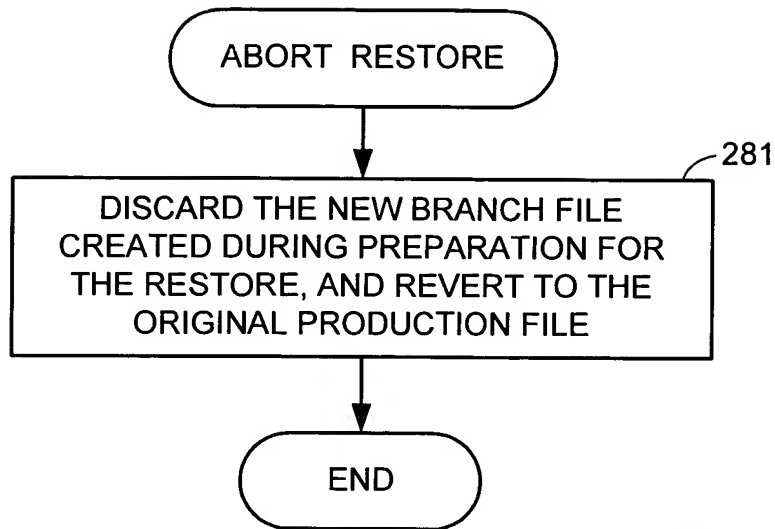 ABORT RESTORE
281
DISCARD THE NEW BRANCH FILE
CREATED DURING PREPARATION FOR
THE RESTORE, AND REVERT TO THE
ORIGINAL PRODUCTION FILE
END